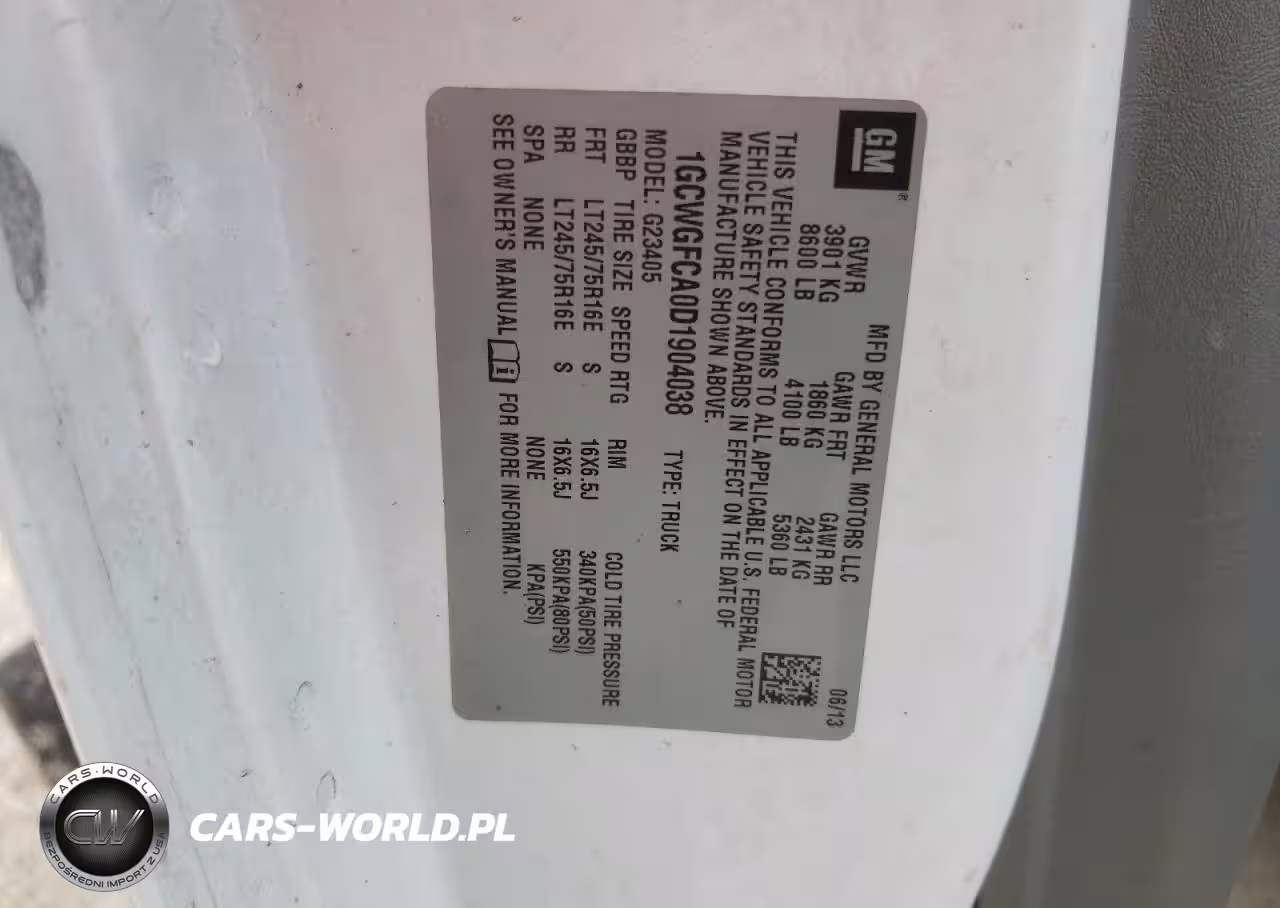 GM
MFD BY GENERAL MOTORS LLC
06/13
GVWR GAWR FRT GAWR RR
3901 KG 1860 KG 2431 KG
8600 LB 4100 LB 5360 LB
THIS VEHICLE CONFORMS TO ALL APPLICABLE U.S. FEDERAL MOTOR
VEHICLE SAFETY STANDARDS IN EFFECT ON THE DATE OF
MANUFACTURE SHOWN ABOVE.
1GCWGFCA0D1904038 TYPE: TRUCK
MODEL: G23405
GBBP TIRE SIZE SPEED RTG RIM COLD TIRE PRESSURE
FRT LT245/75R16E S 16X6.5J 340KPA(50PSI)
RR LT245/75R16E S 16X6.5J 550KPA(80PSI)
SPA NONE NONE KPA(PSI)
SEE OWNER'S MANUAL FOR MORE INFORMATION.
CARS-WORLD
CW
BEZPOŚREDNI IMPORT Z USA
CARS-WORLD.PL